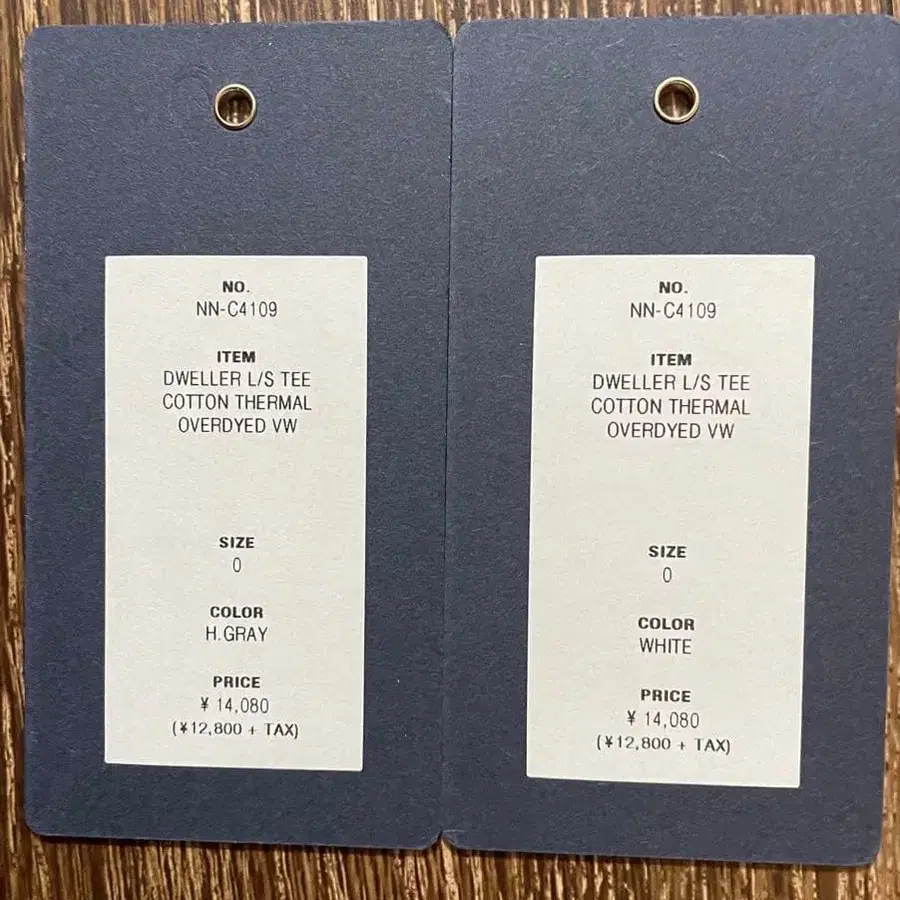 NO.
NN-C4109
ITEM
DWELLER L/S TEE
COTTON THERMAL
OVERDYED VW
SIZE
0
COLOR
H.GRAY
PRICE
¥ 14,080
(¥12,800 + TAX)
NO.
NN-C4109
ITEM
DWELLER L/S TEE
COTTON THERMAL
OVERDYED VW
SIZE
0
COLOR
WHITE
PRICE
¥ 14,080
(¥12,800 + TAX)